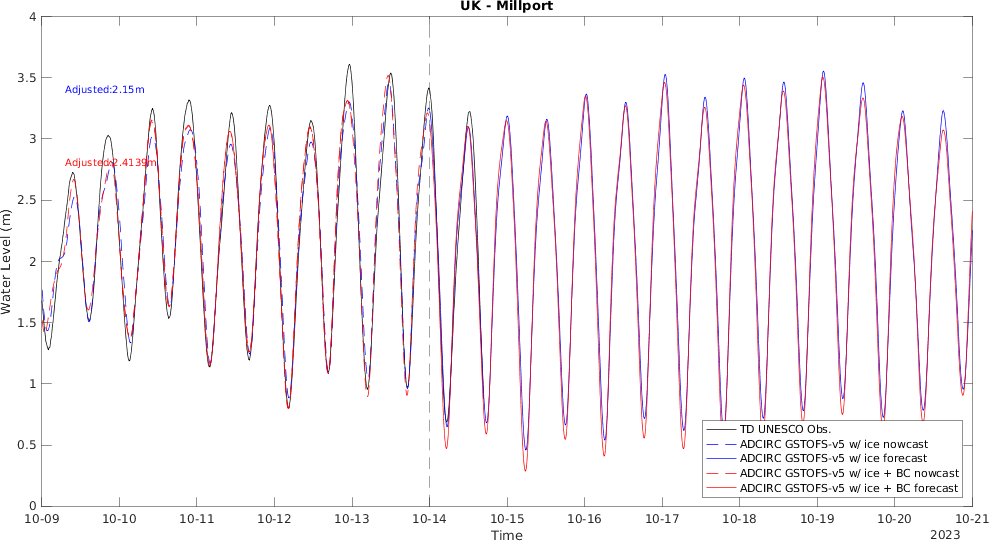 UK - Millport
4
3.5
3
2.5
2
1.5
1
0.5
0
Water Level (m)
Adjusted:2.15m
Adjusted:2.4139m
TD UNESCO Obs.
ADCIRC GSTOFS-v5 w/ ice nowcast
ADCIRC GSTOFS-v5 w/ ice forecast
ADCIRC GSTOFS-v5 w/ ice + BC nowcast
ADCIRC GSTOFS-v5 w/ ice + BC forecast
10-09 10-10 10-11 10-12 10-13 10-14 10-15 10-16 10-17 10-18 10-19 10-20 10-21
Time
2023